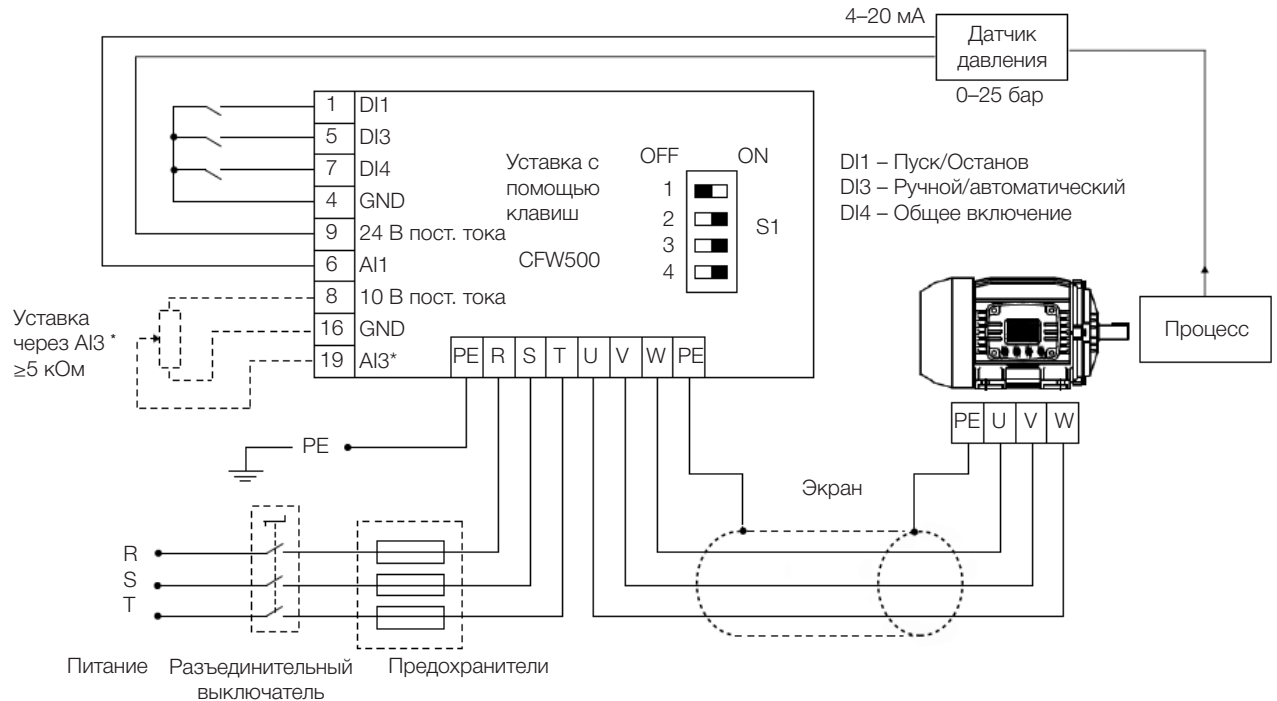 4–20 мА
Датчик
давления
0–25 бар
1 DI1
5 DI3
7 DI4
4 GND
9 24 В пост. тока
6 AI1
8 10 В пост. тока
16 GND
19 AI3*
Уставка с
помощью
клавиш
CFW500
OFF ON
1
2
3
4
S1
DI1 – Пуск/Останов
DI3 – Ручной/автоматический
DI4 – Общее включение
Уставка
через AI3 *
≥5 кОм
PE R S T U V W PE
Процесс
PE U V W
PE
Экран
R
S
T
Питание
Разъединительный
выключатель
Предохранители